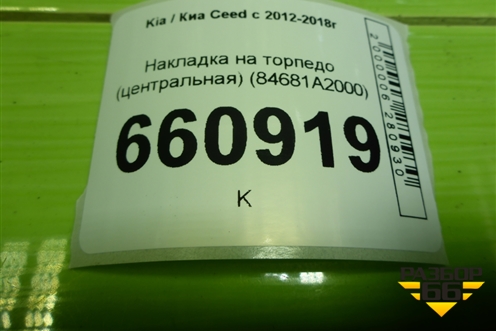 Kia / Киа Ceed с 2012-2018г
Накладка на торпедо
(центральная) (84681A2000)
660919
К
2000006280930
РАЗБОР
66